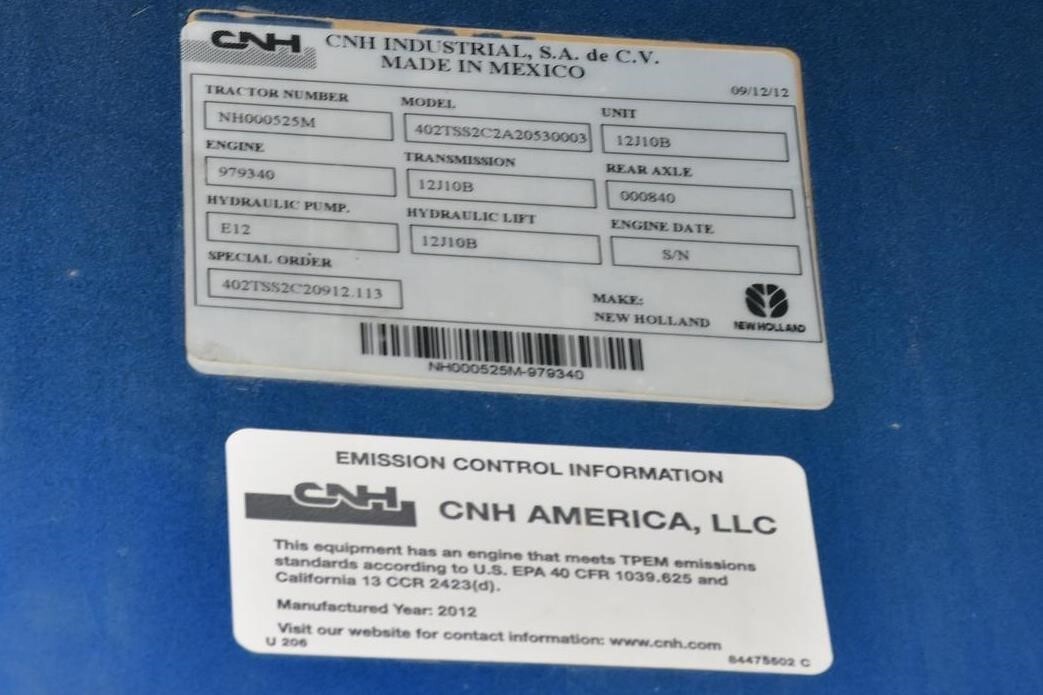 CNH
CNH INDUSTRIAL, S.A. de C.V.
MADE IN MEXICO
09/12/12
TRACTOR NUMBER MODEL UNIT
NH000525M 402TSS2C2A20530003 12J10B
ENGINE TRANSMISSION REAR AXLE
979340 12J10B 000840
HYDRAULIC PUMP. HYDRAULIC LIFT ENGINE DATE
E12 12J10B S/N
SPECIAL ORDER
402TSS2C20912.113
MAKE:
NEW HOLLAND
NEW HOLLAND
NH000525M-979340
EMISSION CONTROL INFORMATION
CNH CNH AMERICA, LLC
This equipment has an engine that meets TPEM emissions
standards according to U.S. EPA 40 CFR 1039.625 and
California 13 CCR 2423(d).
Manufactured Year: 2012
Visit our website for contact information: www.cnh.com
U 206 84475502 C